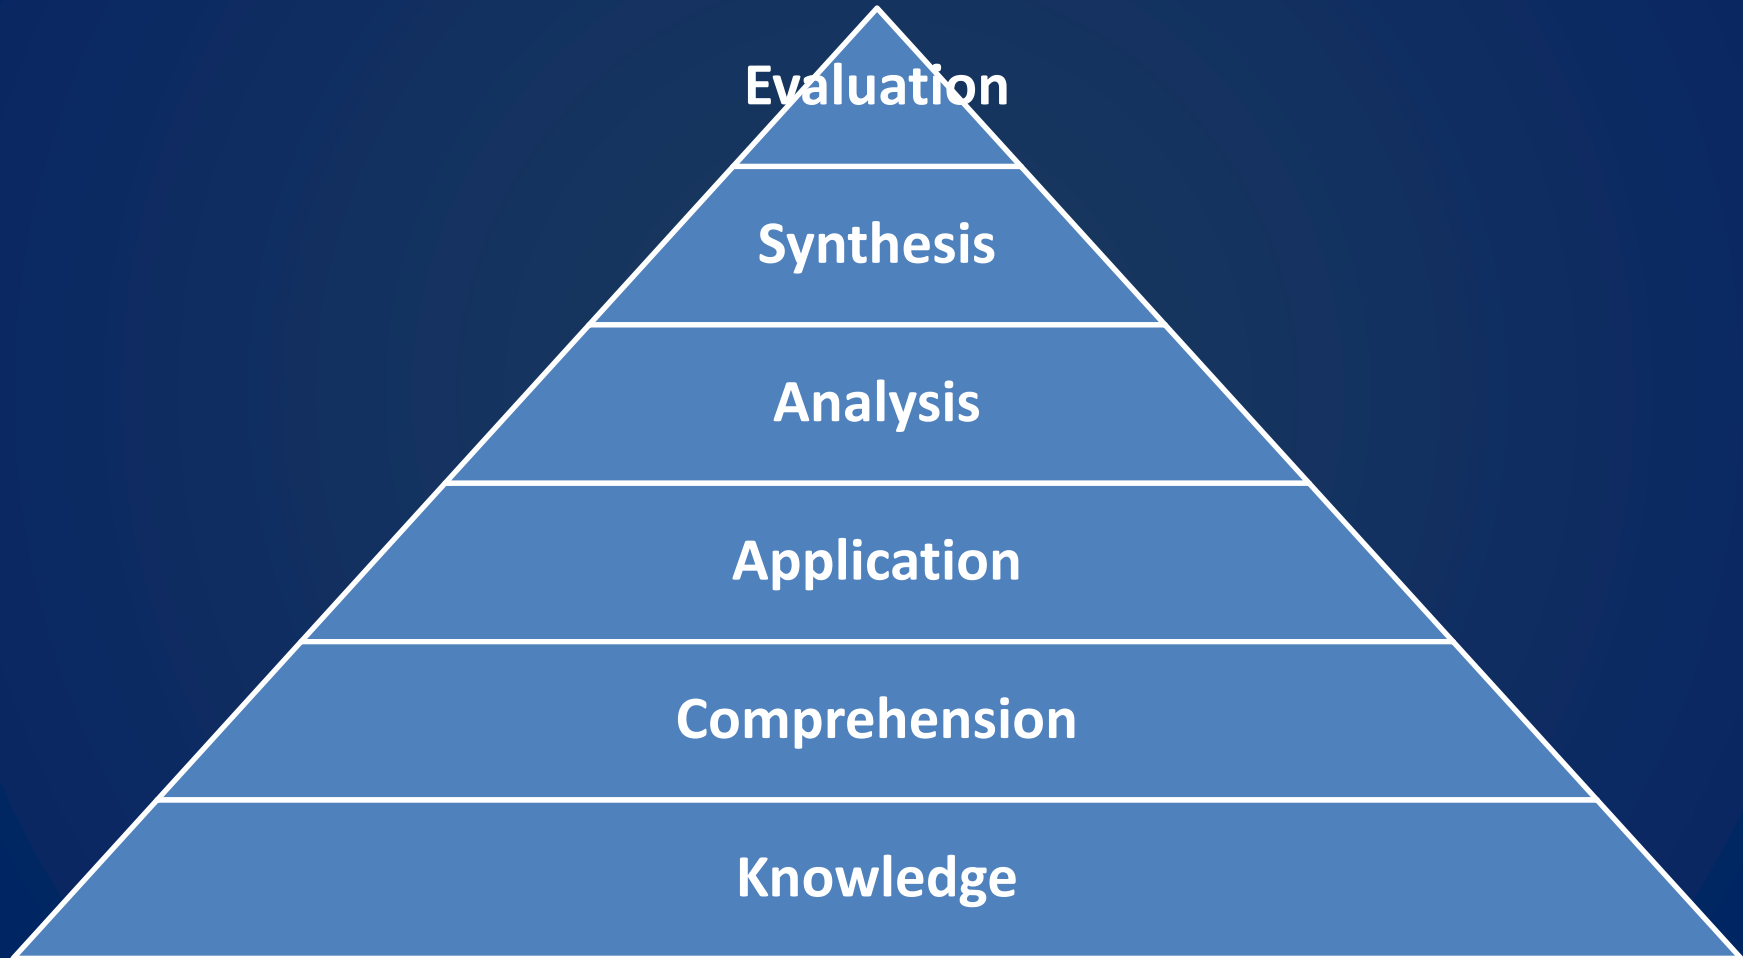 Evaluation
Synthesis
Analysis
Application
Comprehension
Knowledge